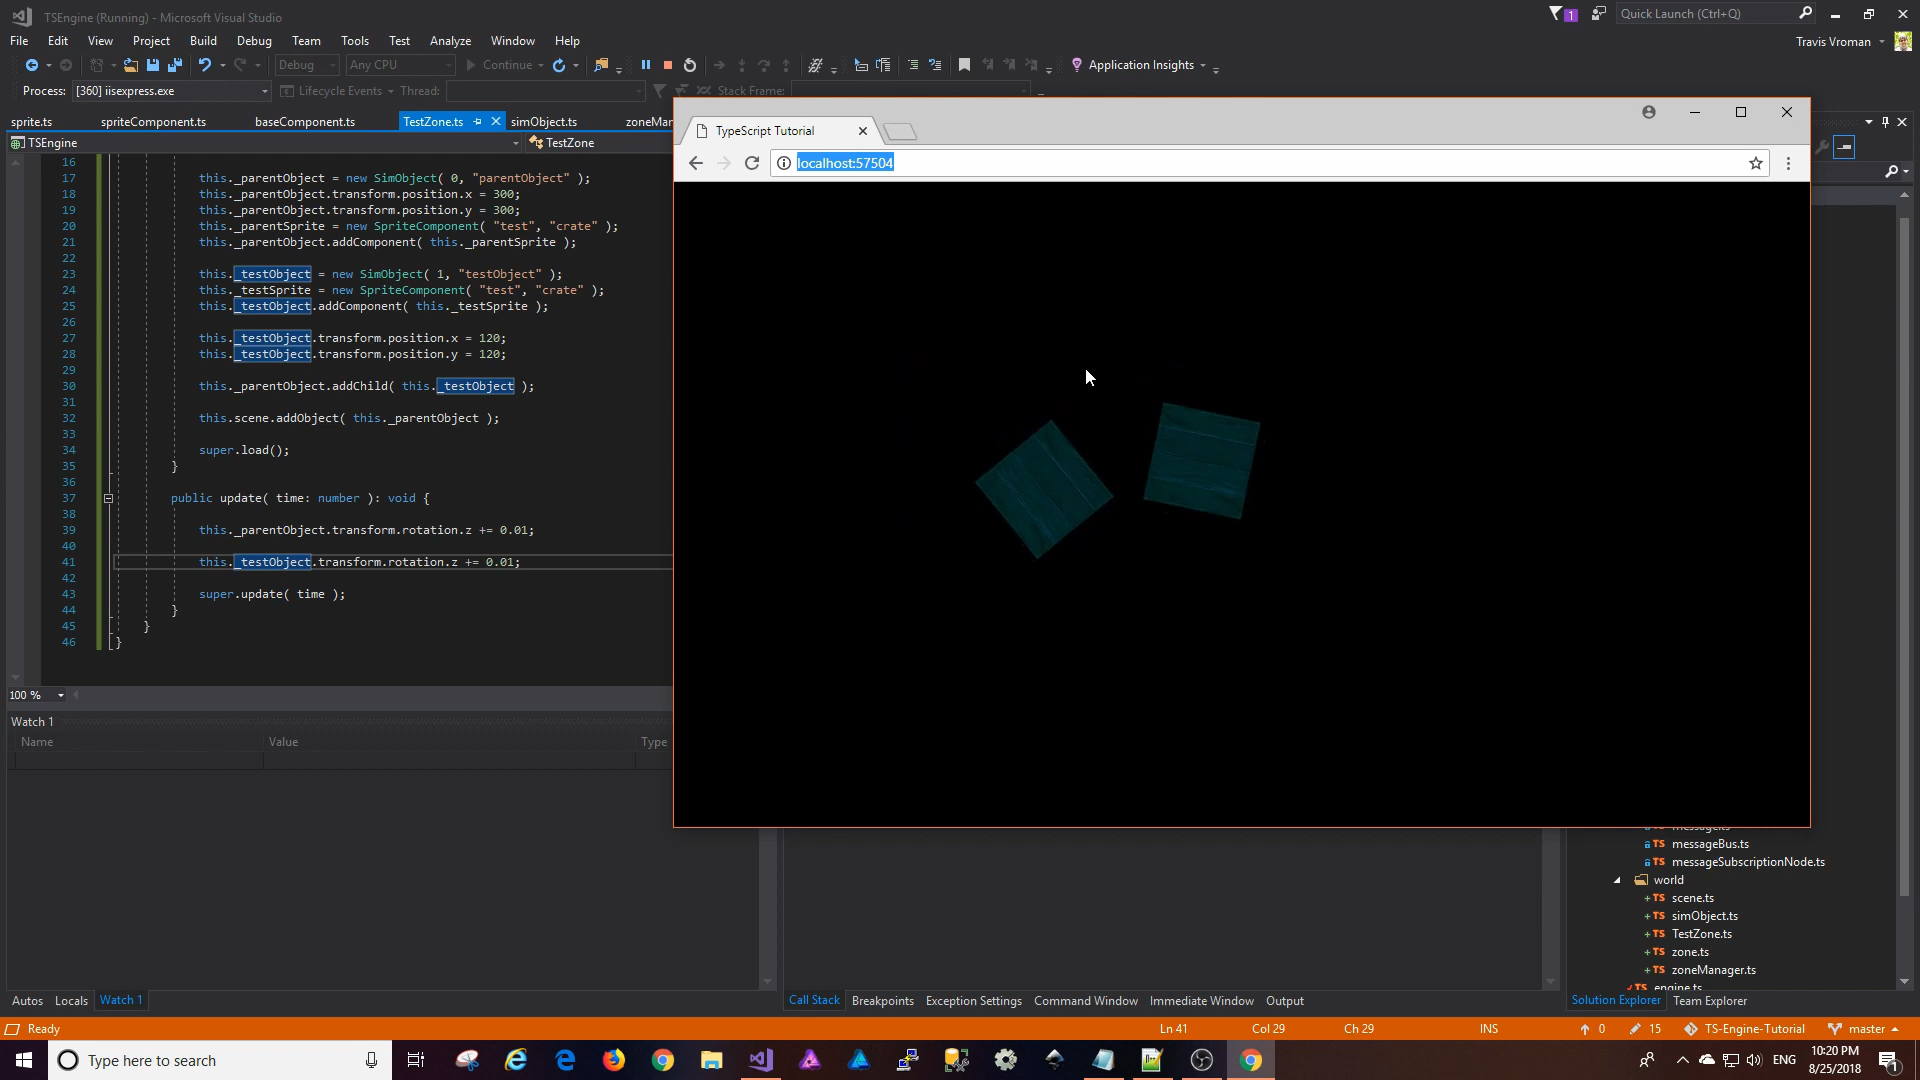 TSEngine (Running) - Microsoft Visual Studio
1
Quick Launch (Ctrl+Q)
File Edit View Project Build Debug Team Tools Test Analyze Window Help
Travis Vroman
Debug Any CPU Continue Application Insights
Process: [360] iisexpress.exe Lifecycle Events Thread: Stack Frame:
sprite.ts spriteComponent.ts baseComponent.ts TestZone.ts simObject.ts zoneMar
TSEngine TestZone
TypeScript Tutorial
localhost:57504
16
17 this._parentObject = new SimObject( 0, "parentObject" );
18 this._parentObject.transform.position.x = 300;
19 this._parentObject.transform.position.y = 300;
20 this._parentSprite = new SpriteComponent( "test", "crate" );
21 this._parentObject.addComponent( this._parentSprite );
22
23 this._testObject = new SimObject( 1, "testObject" );
24 this._testSprite = new SpriteComponent( "test", "crate" );
25 this._testObject.addComponent( this._testSprite );
26
27 this._testObject.transform.position.x = 120;
28 this._testObject.transform.position.y = 120;
29
30 this._parentObject.addChild( this._testObject );
31
32 this.scene.addObject( this._parentObject );
33
34 super.load();
35 }
36
37 public update( time: number ): void {
38
39 this._parentObject.transform.rotation.z += 0.01;
40
41 this._testObject.transform.rotation.z += 0.01;
42
43 super.update( time );
44 }
45 }
46 }
100 %
Watch 1
Name Value Type
messageBus.ts
messageSubscriptionNode.ts
world
scene.ts
simObject.ts
TestZone.ts
zone.ts
zoneManager.ts
engine.ts
Autos Locals Watch 1
Call Stack Breakpoints Exception Settings Command Window Immediate Window Output
Solution Explorer Team Explorer
Ready
Ln 41 Col 29 Ch 29 INS
0 15 TS-Engine-Tutorial master
Type here to search
ENG
10:20 PM
8/25/2018
1